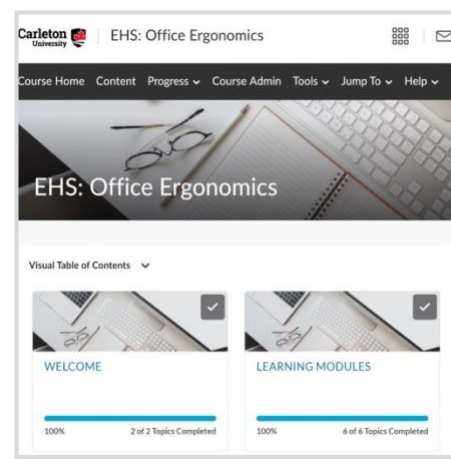 Carleton University
EHS: Office Ergonomics
Course Home Content Progress Course Admin Tools Jump To Help
EHS: Office Ergonomics
Visual Table of Contents
WELCOME
100% 2 of 2 Topics Completed
LEARNING MODULES
100% 6 of 6 Topics Completed